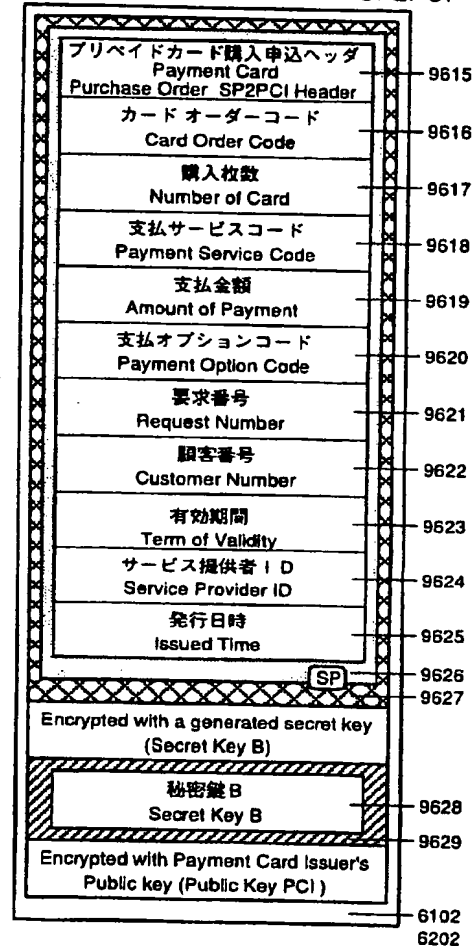 プリペイドカード購入申込ヘッダ
Payment Card
Purchase Order SP2PCI Header
9615
カード オーダーコード
Card Order Code
9616
購入枚数
Number of Card
9617
支払サービスコード
Payment Service Code
9618
支払金額
Amount of Payment
9619
支払オプションコード
Payment Option Code
9620
要求番号
Request Number
9621
顧客番号
Customer Number
9622
有効期間
Term of Validity
9623
サービス提供者ID
Service Provider ID
9624
発行日時
Issued Time
9625
SP
9626
9627
Encrypted with a generated secret key
(Secret Key B)
秘密鍵B
Secret Key B
9628
9629
Encrypted with Payment Card Issuer's
Public key (Public Key PCI)
6102
6202